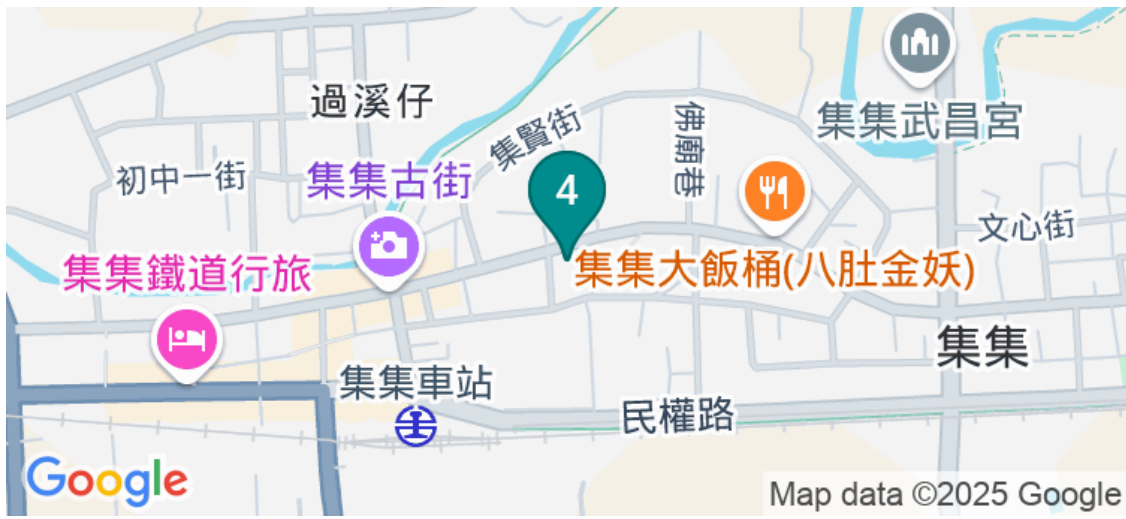 過溪仔
集賢街
佛廟巷
集集武昌宮
初中一街
集集古街
4
文心街
集集鐵道行旅
集集大飯桶(八肚金妖)
集集
集集車站
民權路
Google
Map data ©2025 Google